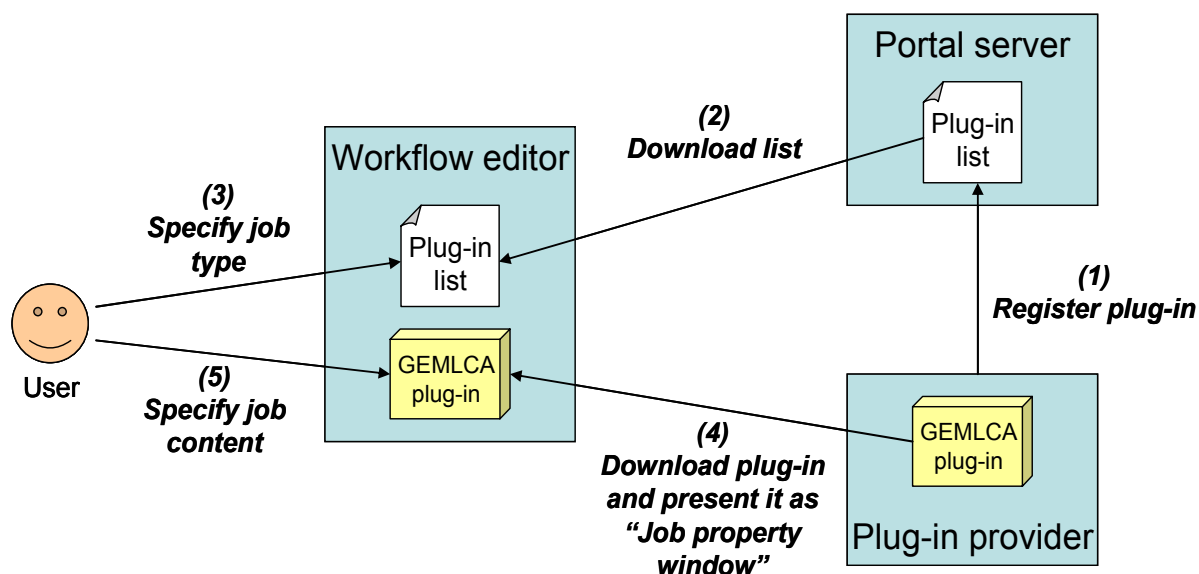 Portal server
Plug-in
list
(2)
Download list
Workflow editor
Plug-in
list
(3)
Specify job
type
(1)
Register plug-in
User
GEMLCA
plug-in
(5)
Specify job
content
(4)
Download plug-in
and present it as
“Job property
window”
GEMLCA
plug-in
Plug-in provider